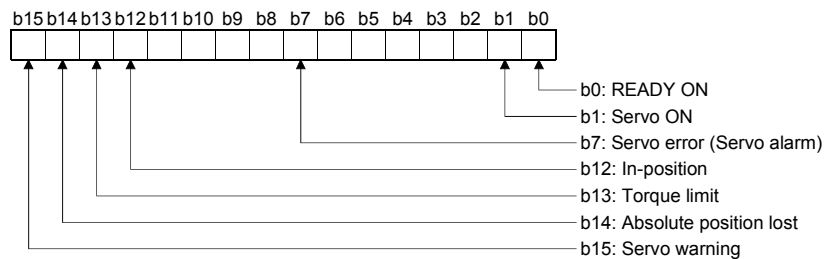 b15 b14 b13 b12 b11 b10 b9 b8 b7 b6 b5 b4 b3 b2 b1 b0
b0: READY ON
b1: Servo ON
b7: Servo error (Servo alarm)
b12: In-position
b13: Torque limit
b14: Absolute position lost
b15: Servo warning